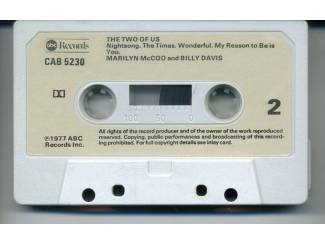 abc Records
THE TWO OF US
Nightsong. The Times. Wonderful. My Reason to Be is
You.
CAB 5230
MARILYN McCOO and BILLY DAVIS
100 50 0
2
℗1977 ABC
Records Inc.
All rights of the record producer and of the owner of the work reproduced
reserved. Copying, public performances and broadcasting of this record-
ing prohibited. For full copyright details see inlay card.